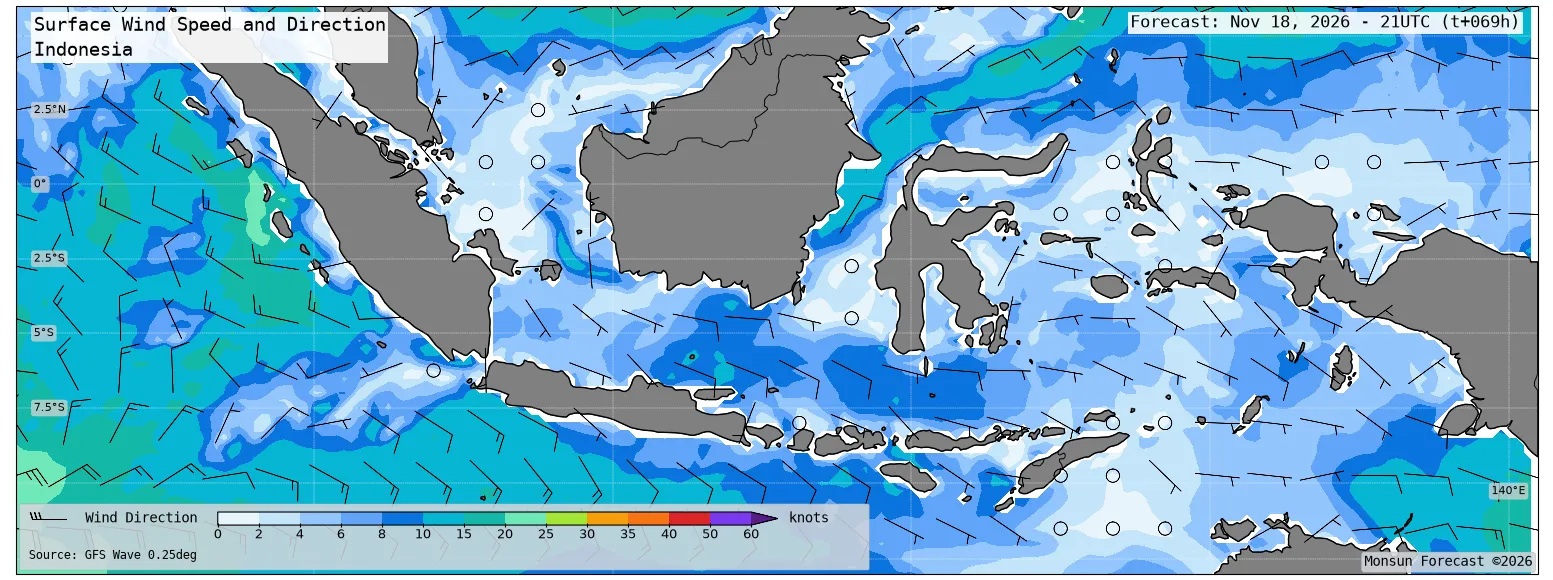 Surface Wind Speed and Direction
Indonesia
Forecast: Nov 18, 2026 - 21UTC (t+069h)
2.5°N
0°
2.5°S
5°S
7.5°S
140°E
Wind Direction
0 2 4 6 8 10 15 20 25 30 35 40 50 60 knots
Source: GFS Wave 0.25deg
Monsun Forecast ©2026